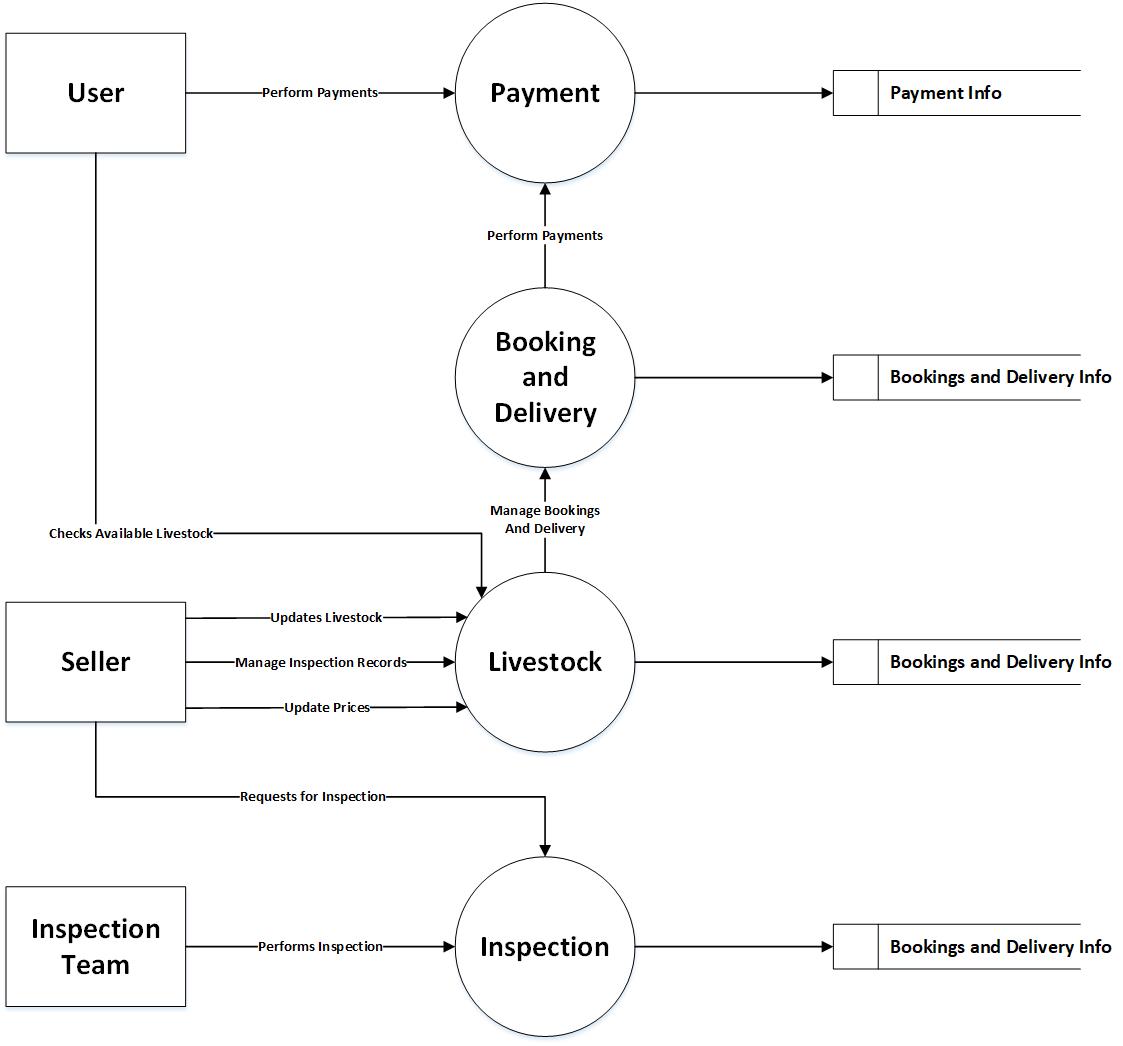 User
Perform Payments
Payment
Payment Info
Perform Payments
Booking
and
Delivery
Bookings and Delivery Info
Manage Bookings
And Delivery
Checks Available Livestock
Seller
Updates Livestock
Manage Inspection Records
Update Prices
Livestock
Bookings and Delivery Info
Requests for Inspection
Inspection
Team
Performs Inspection
Inspection
Bookings and Delivery Info